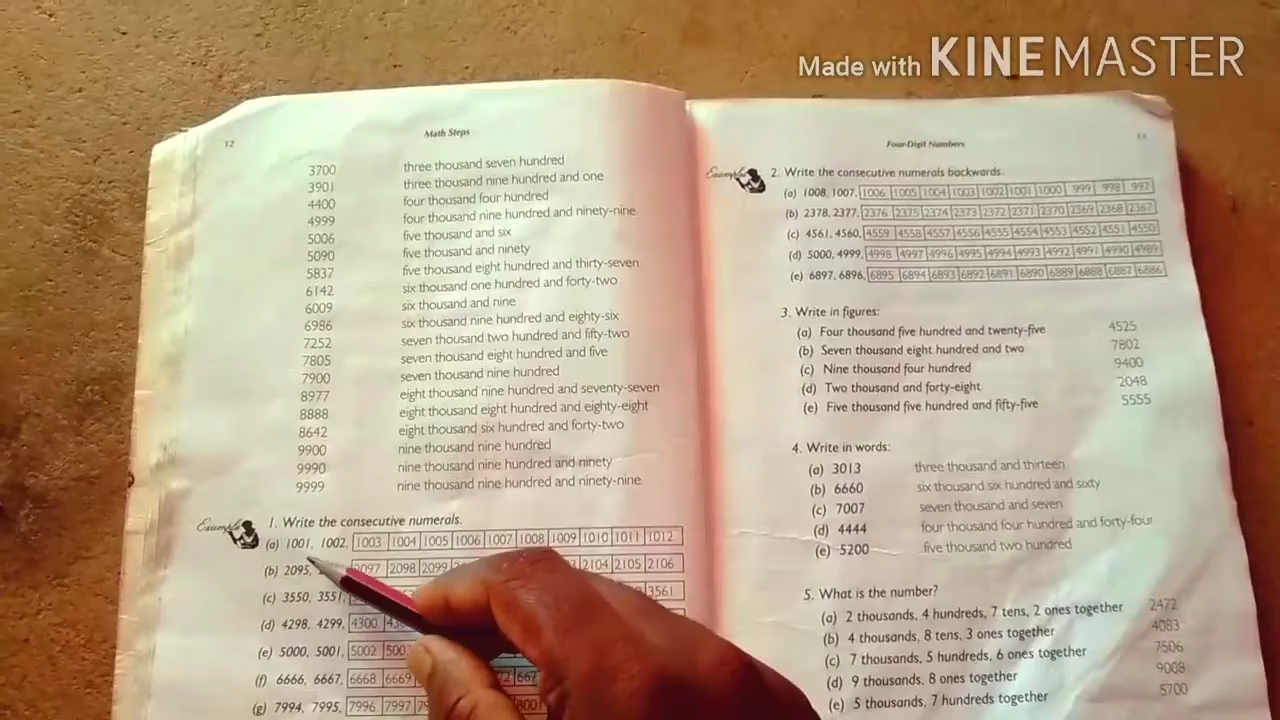 Made with KINEMASTER
12
Math Steps
3700 three thousand seven hundred
3901 three thousand nine hundred and one
4400 four thousand four hundred
4999 four thousand nine hundred and ninety-nine
5006 five thousand and six
5090 five thousand and ninety
5837 five thousand eight hundred and thirty-seven
6142 six thousand one hundred and forty-two
6009 six thousand and nine
6986 six thousand nine hundred and eighty-six
7252 seven thousand two hundred and fifty-two
7805 seven thousand eight hundred and five
7900 seven thousand nine hundred
8977 eight thousand nine hundred and seventy-seven
8888 eight thousand eight hundred and eighty-eight
8642 eight thousand six hundred and forty-two
9900 nine thousand nine hundred
9990 nine thousand nine hundred and ninety
9999 nine thousand nine hundred and ninety-nine
Example
1. Write the consecutive numerals.
(a) 1001, 1002, 1003 1004 1005 1006 1007 1008 1009 1010 1011 1012
(b) 2095, 2097 2098 2099 2104 2105 2106
(c) 3550, 3551, 3561
(d) 4298, 4299, 4300
(e) 5000, 5001, 5002
(f) 6666, 6667, 6668 6669
(g) 7994, 7995, 7996 7997 8001
Four-Digit Numbers
Example
2. Write the consecutive numerals backwards.
(a) 1008, 1007, 1006 1005 1004 1003 1002 1001 1000 999 998 997
(b) 2378, 2377, 2376 2375 2374 2373 2372 2371 2370 2369 2368 2367
(c) 4561, 4560, 4559 4558 4557 4556 4555 4554 4553 4552 4551 4550
(d) 5000, 4999, 4998 4997 4996 4995 4994 4993 4992 4991 4990 4989
(e) 6897, 6896, 6895 6894 6893 6892 6891 6890 6889 6888 6887 6886
3. Write in figures:
(a) Four thousand five hundred and twenty-five 4525
(b) Seven thousand eight hundred and two 7802
(c) Nine thousand four hundred 9400
(d) Two thousand and forty-eight 2048
(e) Five thousand five hundred and fifty-five 5555
4. Write in words:
(a) 3013 three thousand and thirteen
(b) 6660 six thousand six hundred and sixty
(c) 7007 seven thousand and seven
(d) 4444 four thousand four hundred and forty-four
(e) 5200 five thousand two hundred
5. What is the number?
(a) 2 thousands, 4 hundreds, 7 tens, 2 ones together 2472
(b) 4 thousands, 8 tens, 3 ones together 4083
(c) 7 thousands, 5 hundreds, 6 ones together 7506
(d) 9 thousands, 8 ones together 9008
(e) 5 thousands, 7 hundreds together 5700